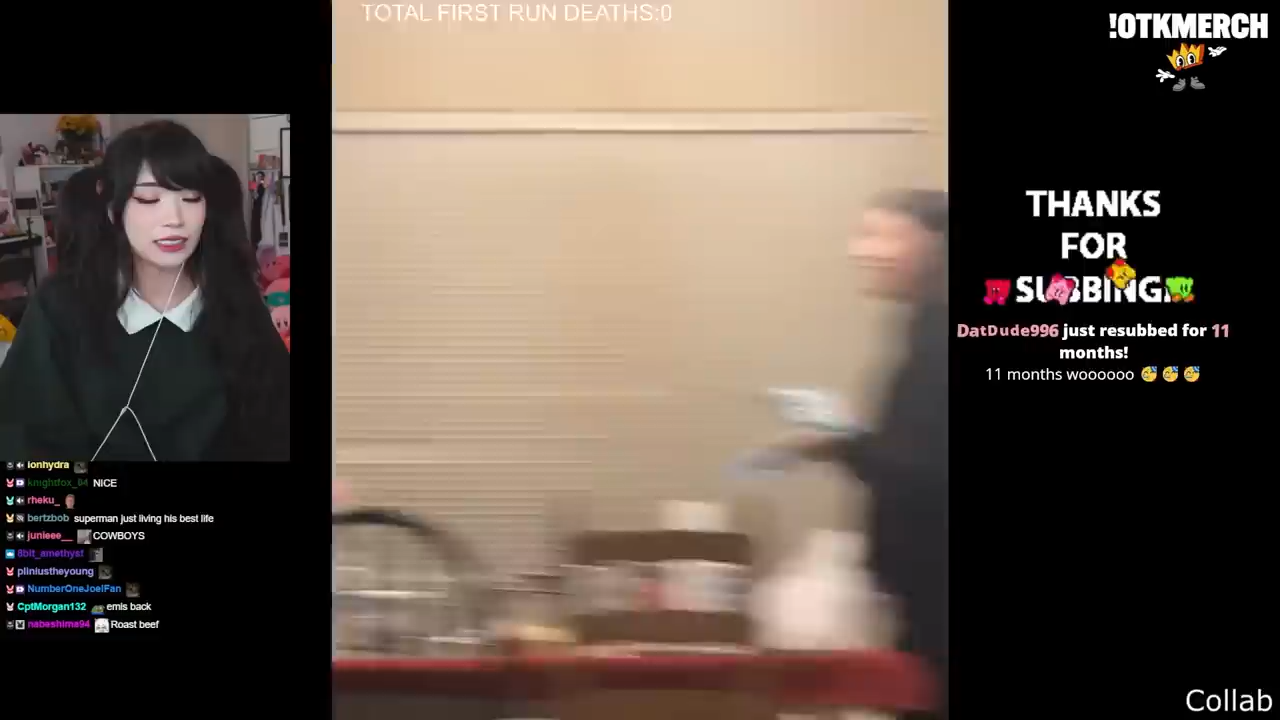 TOTAL FIRST RUN DEATHS:0
!OTKMERCH
THANKS
FOR
SUBBING!
DatDude996 just resubbed for 11
months!
11 months woooooo 😴 😴 😴
ionhydra
knightfox_94 NICE
rheku_
bertzbob superman just living his best life
junieee__ COWBOYS
8bit_amethyst
pliniustheyoung
NumberOneJoelFan
CptMorgan132 emis back
nabeshima94 Roast beef
Collab